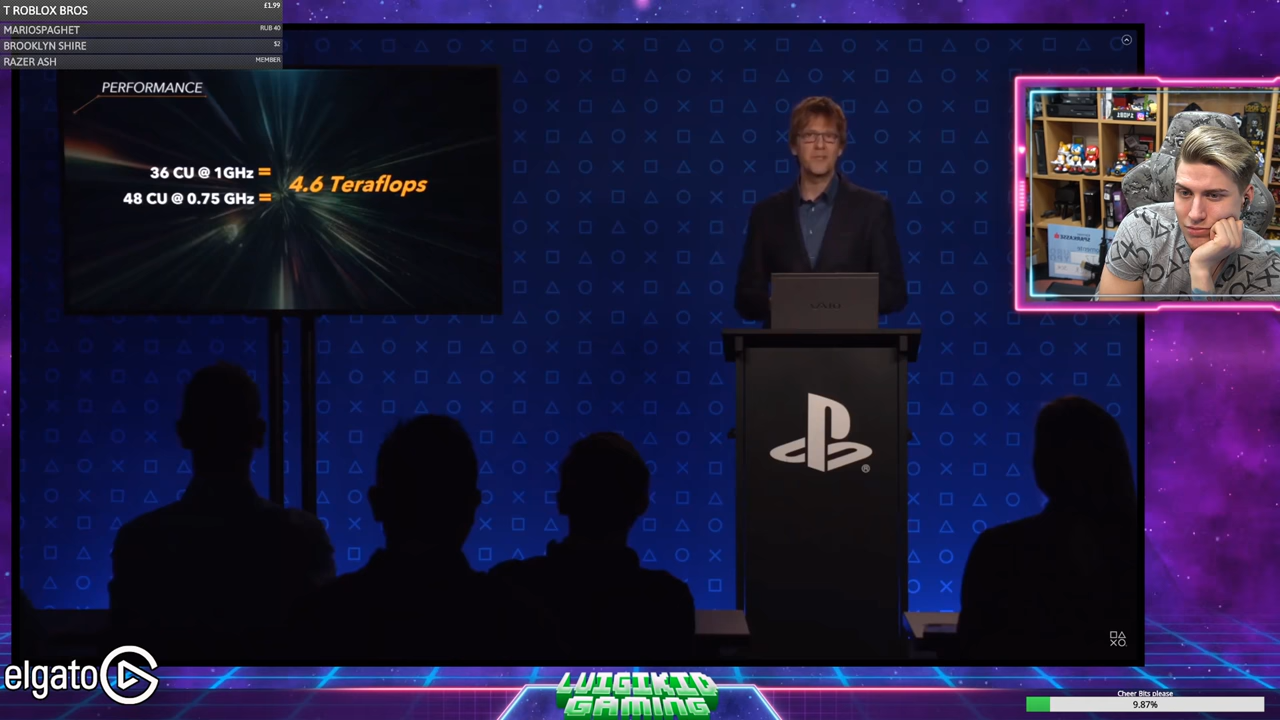 T ROBLOX BROS £1.99
MARIOSPAGHET RUB 40
BROOKLYN SHIRE $2
RAZER ASH MEMBER
PERFORMANCE
36 CU @ 1GHz =
4.6 Teraflops
48 CU @ 0.75 GHz =
VAIO
®
elgato
LUIGIKID
GAMING
Cheer Bits please
9.87%